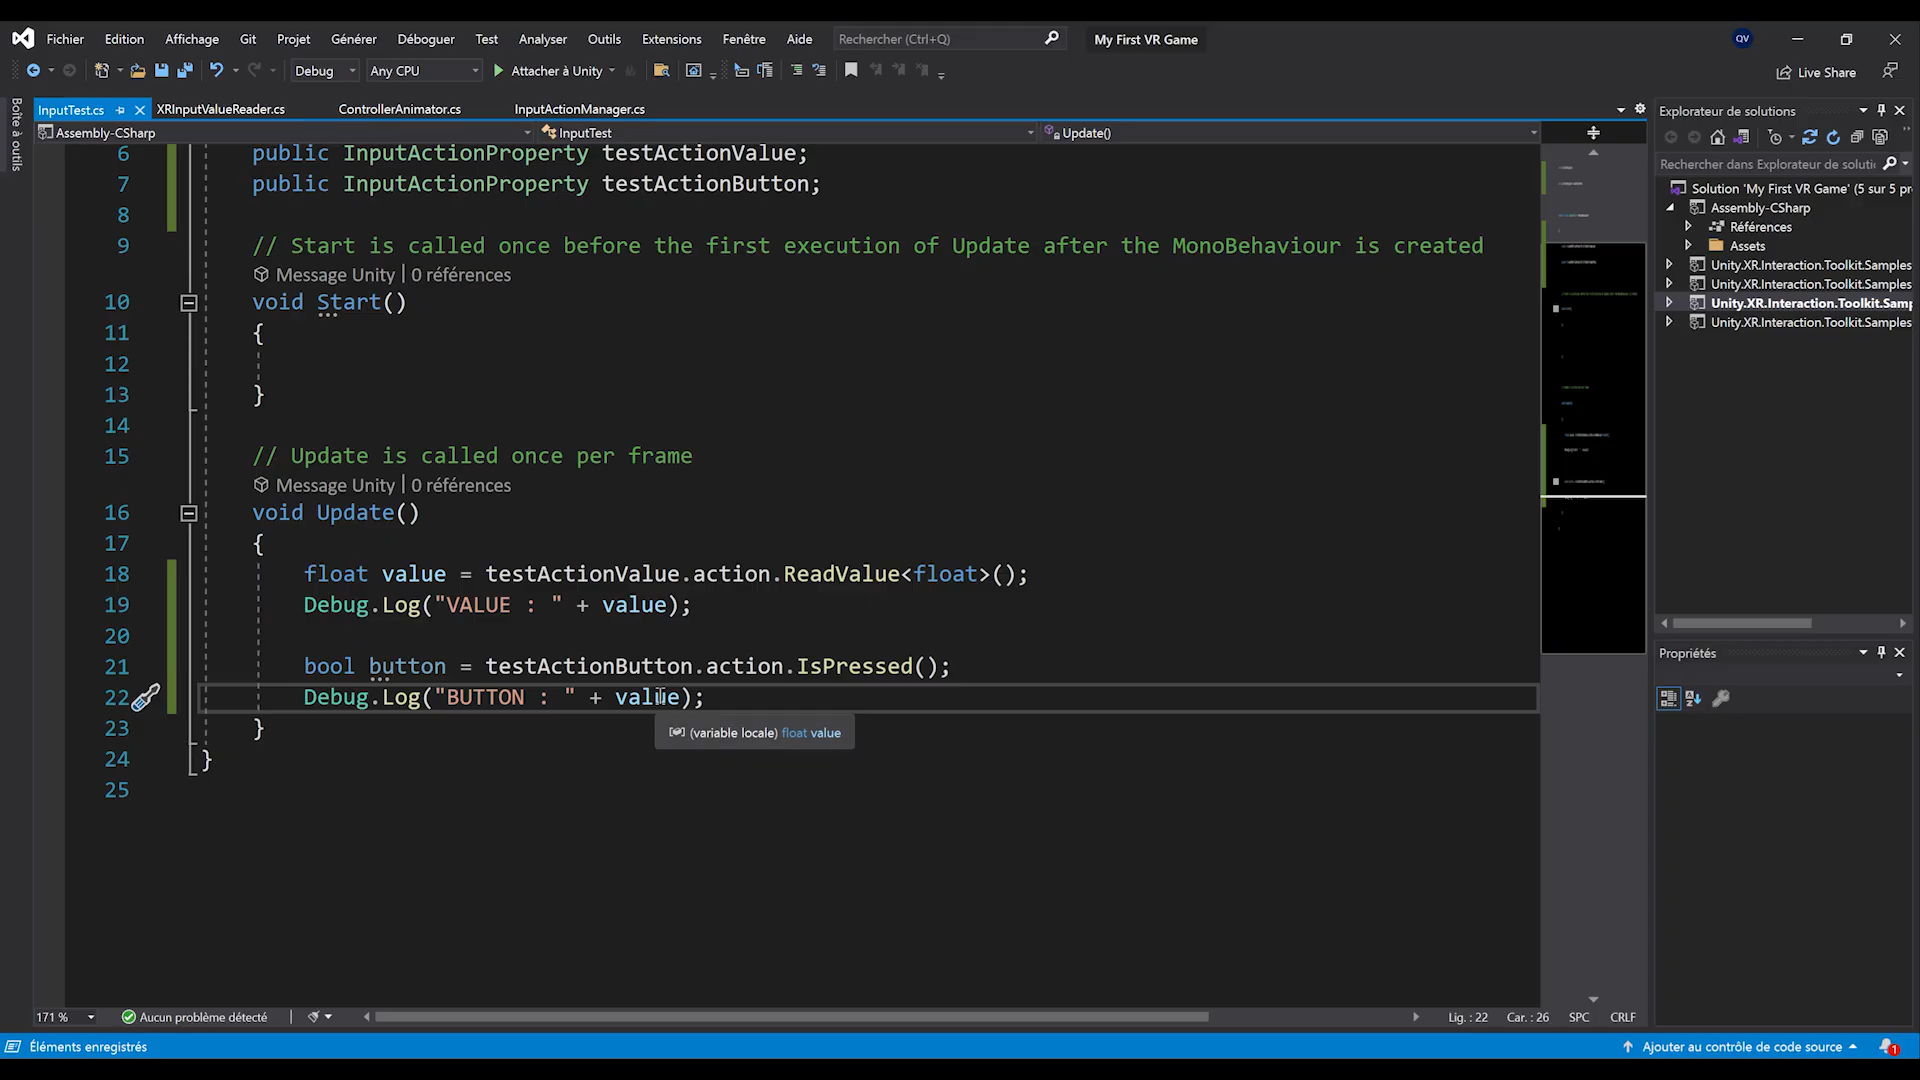 Fichier Edition Affichage Git Projet Générer Déboguer Test Analyser Outils Extensions Fenêtre Aide Rechercher (Ctrl+Q) My First VR Game QV
Debug Any CPU Attacher à Unity Live Share
Boîte à outils
InputTest.cs XRInputValueReader.cs ControllerAnimator.cs InputActionManager.cs
Assembly-CSharp InputTest Update()
6 public InputActionProperty testActionValue;
7 public InputActionProperty testActionButton;
8
9 // Start is called once before the first execution of Update after the MonoBehaviour is created
Message Unity | 0 références
10 void Start()
11 {
12
13 }
14
15 // Update is called once per frame
Message Unity | 0 références
16 void Update()
17 {
18 float value = testActionValue.action.ReadValue<float>();
19 Debug.Log("VALUE : " + value);
20
21 bool button = testActionButton.action.IsPressed();
22 Debug.Log("BUTTON : " + value);
23 }
(variable locale) float value
24 }
25
171 % Aucun problème détecté Lig. : 22 Car. : 26 SPC CRLF
Explorateur de solutions
Rechercher dans Explorateur de soluti
Solution 'My First VR Game' (5 sur 5 pr
Assembly-CSharp
Références
Assets
Unity.XR.Interaction.Toolkit.Samples
Unity.XR.Interaction.Toolkit.Samples
Unity.XR.Interaction.Toolkit.Samp
Unity.XR.Interaction.Toolkit.Samples
Propriétés
Éléments enregistrés Ajouter au contrôle de code source 1